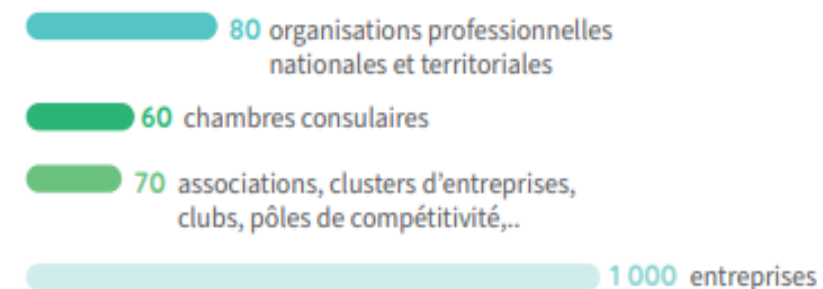 80 organisations professionnelles
nationales et territoriales
60 chambres consulaires
70 associations, clusters d'entreprises,
clubs, pôles de compétitivité,..
1 000 entreprises